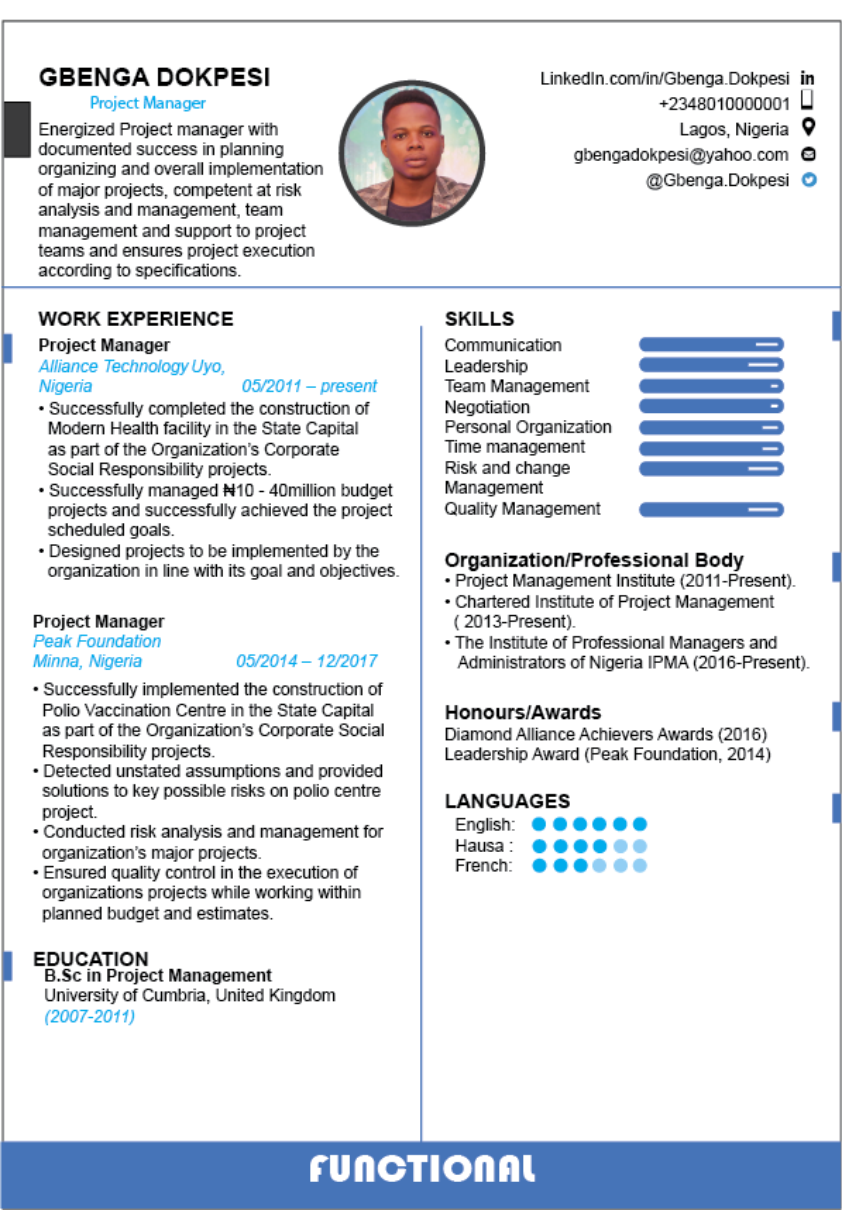 GBENGA DOKPESI
Project Manager
Energized Project manager with
documented success in planning
organizing and overall implementation
of major projects, competent at risk
analysis and management, team
management and support to project
teams and ensures project execution
according to specifications.
LinkedIn.com/in/Gbenga.Dokpesi in
+2348010000001
Lagos, Nigeria
gbengadokpesi@yahoo.com
@Gbenga.Dokpesi
WORK EXPERIENCE
Project Manager
Alliance Technology Uyo,
Nigeria 05/2011 – present
• Successfully completed the construction of
Modern Health facility in the State Capital
as part of the Organization's Corporate
Social Responsibility projects.
• Successfully managed ₦10 - 40million budget
projects and successfully achieved the project
scheduled goals.
• Designed projects to be implemented by the
organization in line with its goal and objectives.
Project Manager
Peak Foundation
Minna, Nigeria 05/2014 – 12/2017
• Successfully implemented the construction of
Polio Vaccination Centre in the State Capital
as part of the Organization's Corporate Social
Responsibility projects.
• Detected unstated assumptions and provided
solutions to key possible risks on polio centre
project.
• Conducted risk analysis and management for
organization's major projects.
• Ensured quality control in the execution of
organizations projects while working within
planned budget and estimates.
EDUCATION
B.Sc in Project Management
University of Cumbria, United Kingdom
(2007-2011)
SKILLS
Communication
Leadership
Team Management
Negotiation
Personal Organization
Time management
Risk and change
Management
Quality Management
Organization/Professional Body
• Project Management Institute (2011-Present).
• Chartered Institute of Project Management
( 2013-Present).
• The Institute of Professional Managers and
Administrators of Nigeria IPMA (2016-Present).
Honours/Awards
Diamond Alliance Achievers Awards (2016)
Leadership Award (Peak Foundation, 2014)
LANGUAGES
English:
Hausa :
French:
FUNCTIONAL